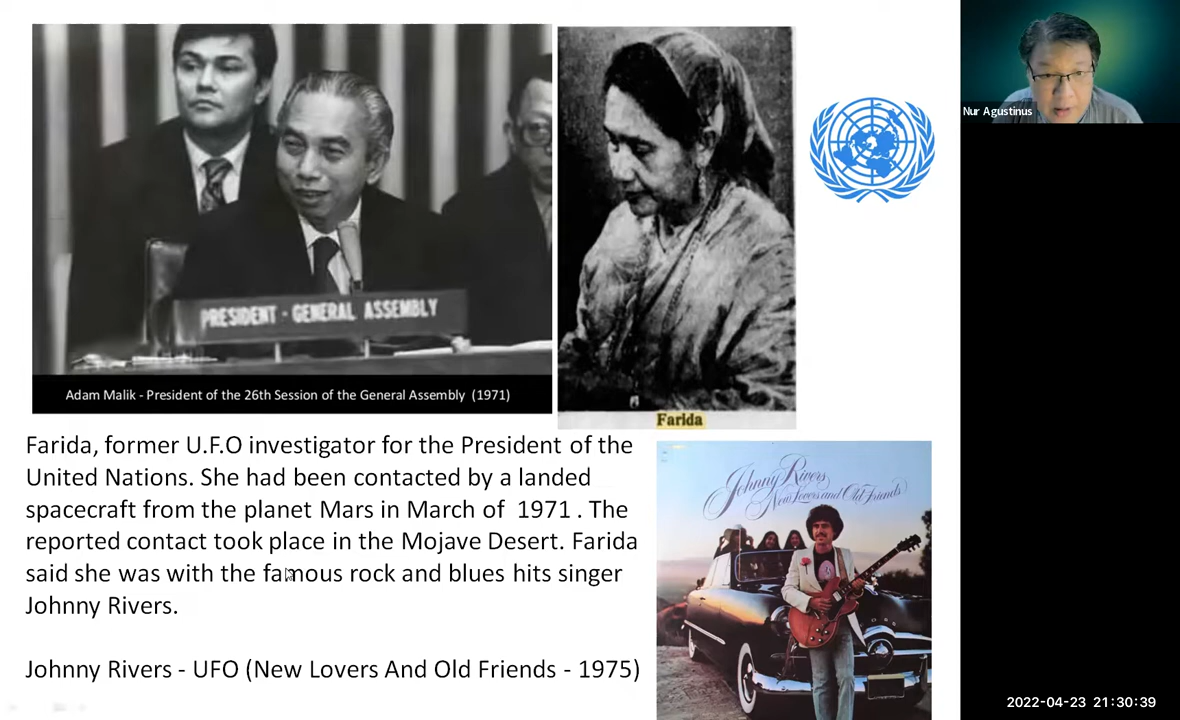 PRESIDENT - GENERAL ASSEMBLY
Adam Malik - President of the 26th Session of the General Assembly (1971)
Farida
Nur Agustinus
Farida, former U.F.O investigator for the President of the
United Nations. She had been contacted by a landed
spacecraft from the planet Mars in March of 1971 . The
reported contact took place in the Mojave Desert. Farida
said she was with the famous rock and blues hits singer
Johnny Rivers.
Johnny Rivers - UFO (New Lovers And Old Friends - 1975)
Johnny Rivers
New Lovers and Old Friends
2022-04-23 21:30:39